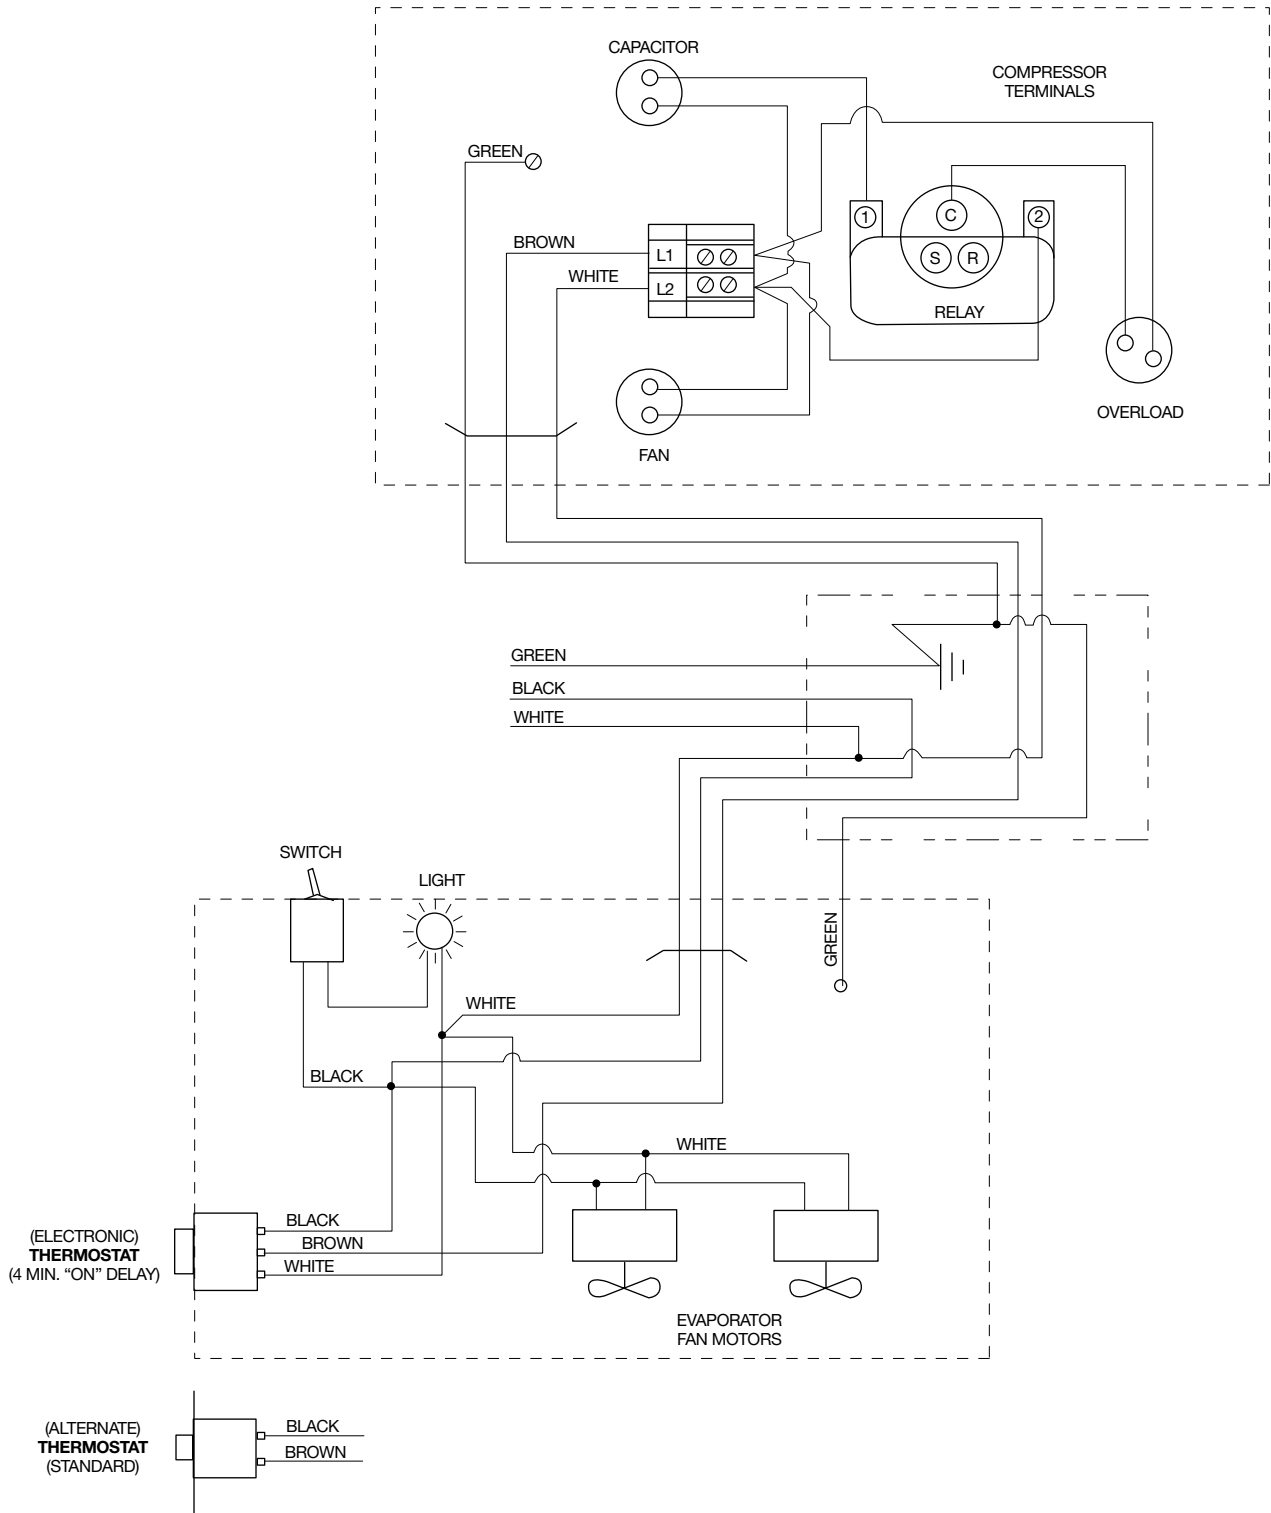 CAPACITOR
COMPRESSOR
TERMINALS
GREEN
1
C
2
BROWN
L1
S
R
WHITE
L2
RELAY
OVERLOAD
FAN
GREEN
BLACK
WHITE
SWITCH
LIGHT
GREEN
WHITE
BLACK
WHITE
BLACK
(ELECTRONIC)
THERMOSTAT
(4 MIN. “ON” DELAY)
BROWN
WHITE
EVAPORATOR
FAN MOTORS
(ALTERNATE)
THERMOSTAT
(STANDARD)
BLACK
BROWN